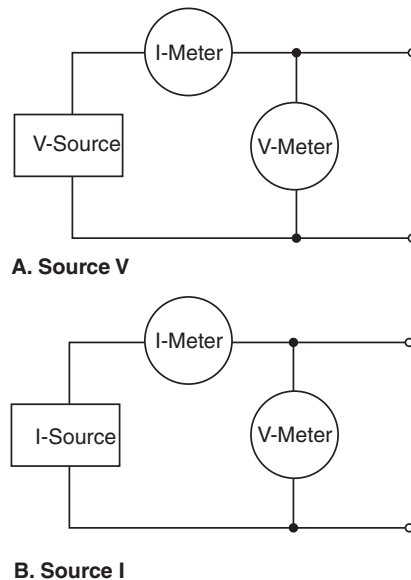 I-Meter
V-Source
V-Meter
A. Source V
I-Meter
I-Source
V-Meter
B. Source I